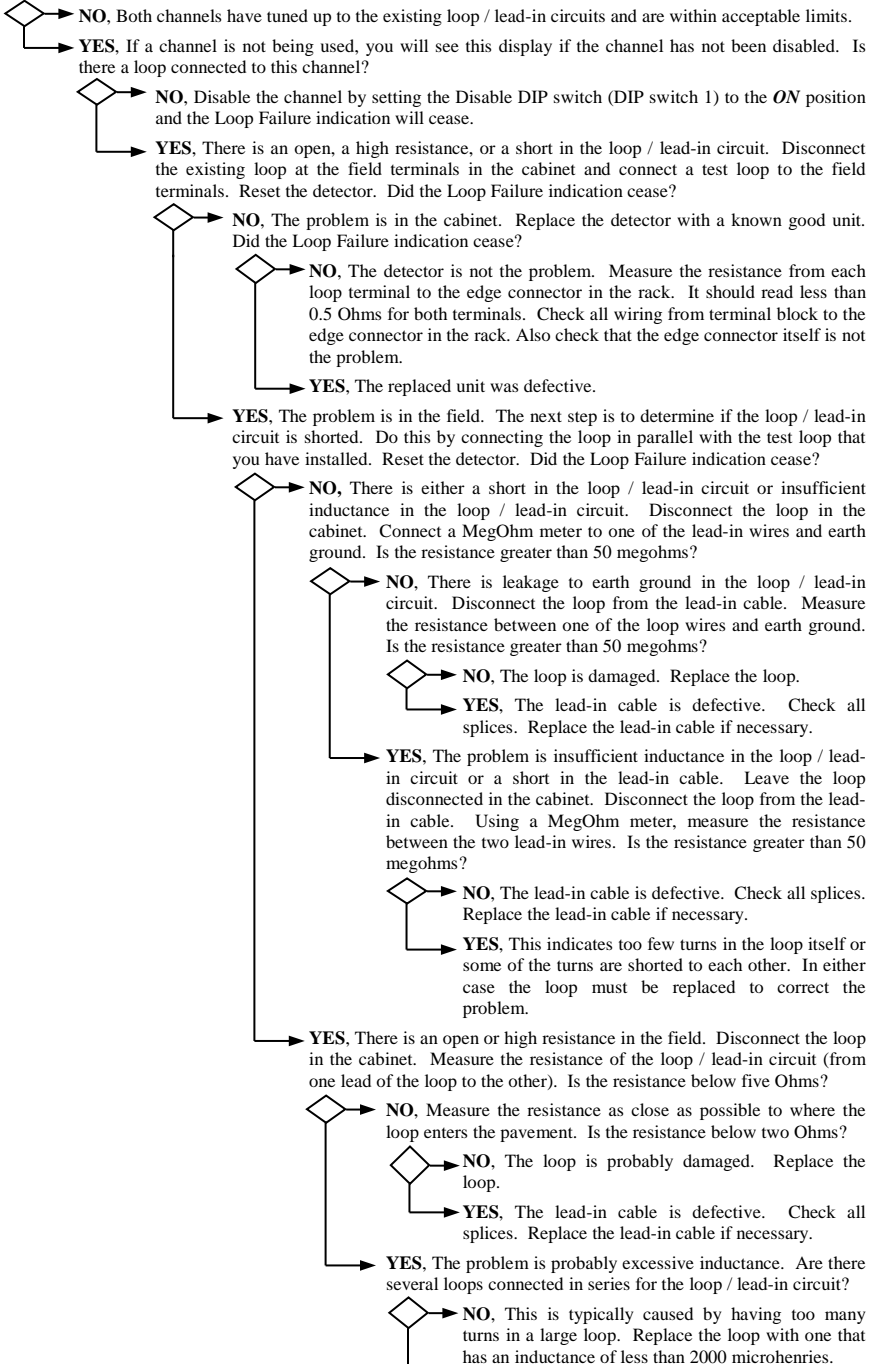 NO, Both channels have tuned up to the existing loop / lead-in circuits and are within acceptable limits.
YES, If a channel is not being used, you will see this display if the channel has not been disabled. Is
there a loop connected to this channel?
NO, Disable the channel by setting the Disable DIP switch (DIP switch 1) to the ON position
and the Loop Failure indication will cease.
YES, There is an open, a high resistance, or a short in the loop / lead-in circuit. Disconnect
the existing loop at the field terminals in the cabinet and connect a test loop to the field
terminals. Reset the detector. Did the Loop Failure indication cease?
NO, The problem is in the cabinet. Replace the detector with a known good unit.
Did the Loop Failure indication cease?
NO, The detector is not the problem. Measure the resistance from each
loop terminal to the edge connector in the rack. It should read less than
0.5 Ohms for both terminals. Check all wiring from terminal block to the
edge connector in the rack. Also check that the edge connector itself is not
the problem.
YES, The replaced unit was defective.
YES, The problem is in the field. The next step is to determine if the loop / lead-in
circuit is shorted. Do this by connecting the loop in parallel with the test loop that
you have installed. Reset the detector. Did the Loop Failure indication cease?
NO, There is either a short in the loop / lead-in circuit or insufficient
inductance in the loop / lead-in circuit. Disconnect the loop in the
cabinet. Connect a MegOhm meter to one of the lead-in wires and earth
ground. Is the resistance greater than 50 megohms?
NO, There is leakage to earth ground in the loop / lead-in
circuit. Disconnect the loop from the lead-in cable. Measure
the resistance between one of the loop wires and earth ground.
Is the resistance greater than 50 megohms?
NO, The loop is damaged. Replace the loop.
YES, The lead-in cable is defective. Check all
splices. Replace the lead-in cable if necessary.
YES, The problem is insufficient inductance in the loop / lead-
in circuit or a short in the lead-in cable. Leave the loop
disconnected in the cabinet. Disconnect the loop from the lead-
in cable. Using a MegOhm meter, measure the resistance
between the two lead-in wires. Is the resistance greater than 50
megohms?
NO, The lead-in cable is defective. Check all splices.
Replace the lead-in cable if necessary.
YES, This indicates too few turns in the loop itself or
some of the turns are shorted to each other. In either
case the loop must be replaced to correct the
problem.
YES, There is an open or high resistance in the field. Disconnect the loop
in the cabinet. Measure the resistance of the loop / lead-in circuit (from
one lead of the loop to the other). Is the resistance below five Ohms?
NO, Measure the resistance as close as possible to where the
loop enters the pavement. Is the resistance below two Ohms?
NO, The loop is probably damaged. Replace the
loop.
YES, The lead-in cable is defective. Check all
splices. Replace the lead-in cable if necessary.
YES, The problem is probably excessive inductance. Are there
several loops connected in series for the loop / lead-in circuit?
NO, This is typically caused by having too many
turns in a large loop. Replace the loop with one that
has an inductance of less than 2000 microhenries.